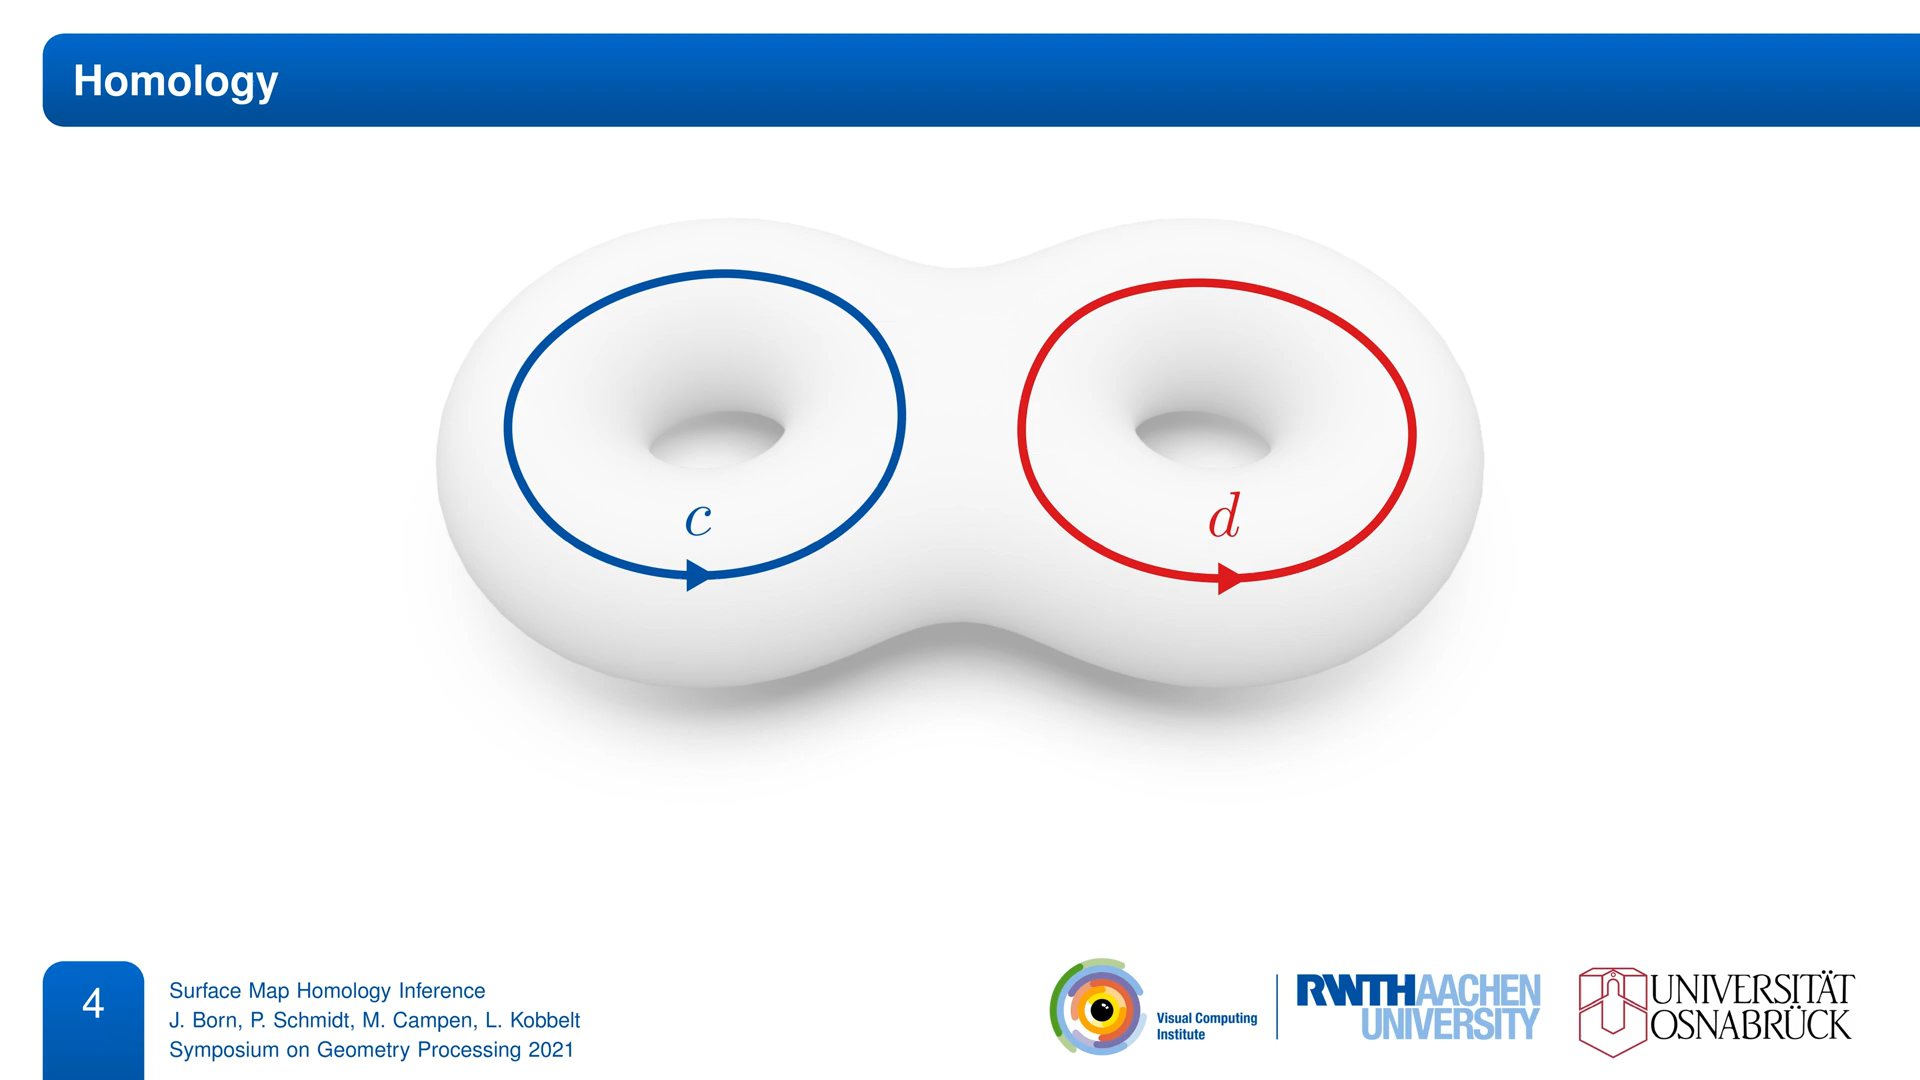 Homology
c
d
4
Surface Map Homology Inference
J. Born, P. Schmidt, M. Campen, L. Kobbelt
Symposium on Geometry Processing 2021
Visual Computing
Institute
RWTHAACHEN
UNIVERSITY
UNIVERSITÄT
OSNABRÜCK